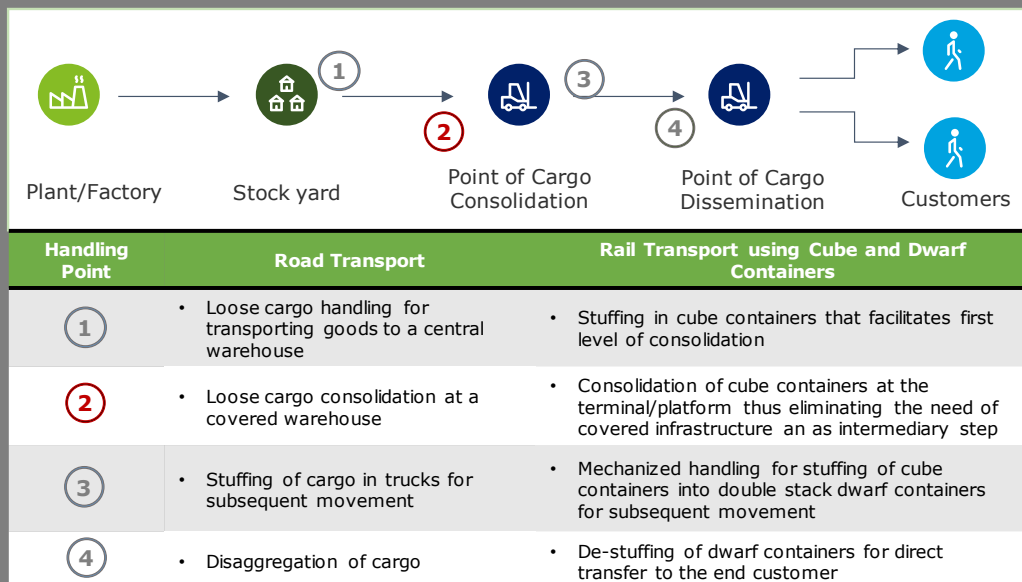 1
3
2
4
Plant/Factory
Stock yard
Point of Cargo
Consolidation
Point of Cargo
Dissemination
Customers
Handling
Point
Road Transport
Rail Transport using Cube and Dwarf
Containers
1
• Loose cargo handling for
transporting goods to a central
warehouse
• Stuffing in cube containers that facilitates first
level of consolidation
2
• Loose cargo consolidation at a
covered warehouse
• Consolidation of cube containers at the
terminal/platform thus eliminating the need of
covered infrastructure an as intermediary step
3
• Stuffing of cargo in trucks for
subsequent movement
• Mechanized handling for stuffing of cube
containers into double stack dwarf containers
for subsequent movement
4
• Disaggregation of cargo
• De-stuffing of dwarf containers for direct
transfer to the end customer